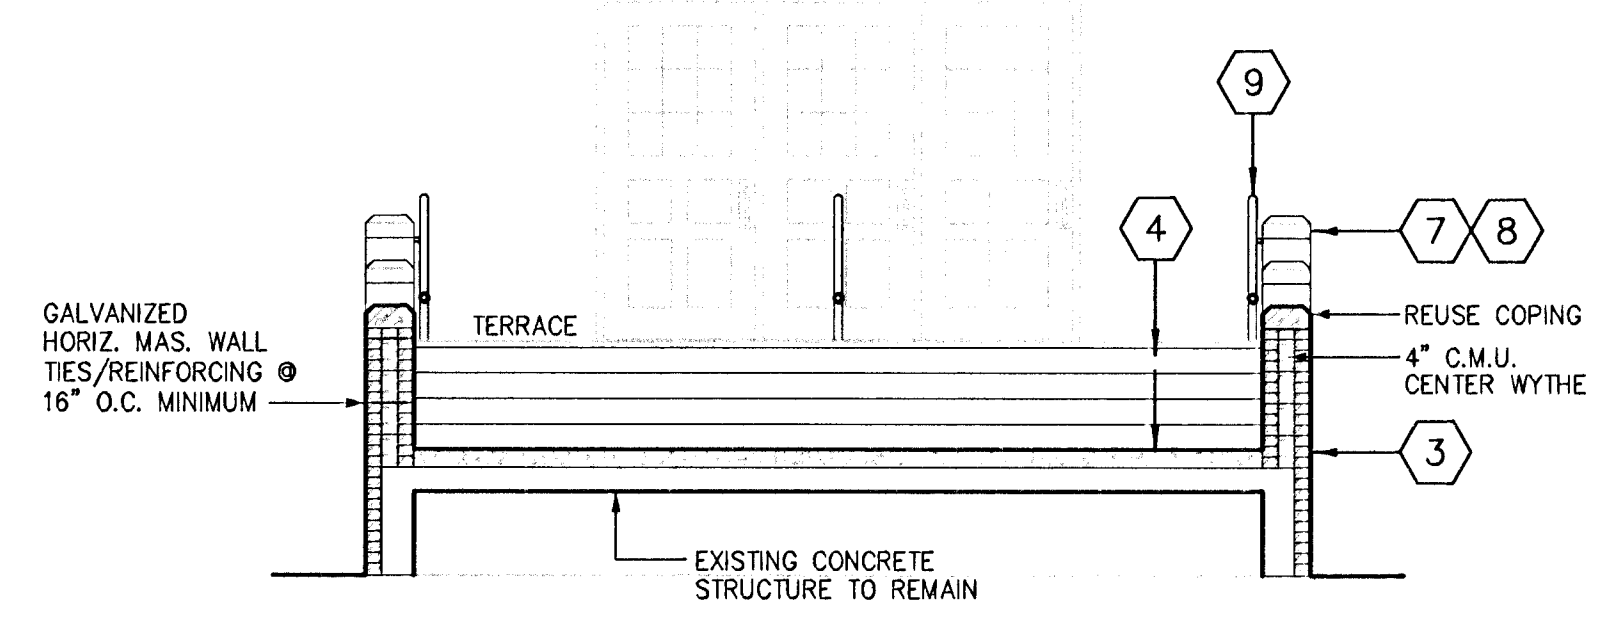 9
4
7 8
GALVANIZED
HORIZ. MAS. WALL
TIES/REINFORCING @
16" O.C. MINIMUM
TERRACE
REUSE COPING
4" C.M.U.
CENTER WYTHE
3
EXISTING CONCRETE
STRUCTURE TO REMAIN